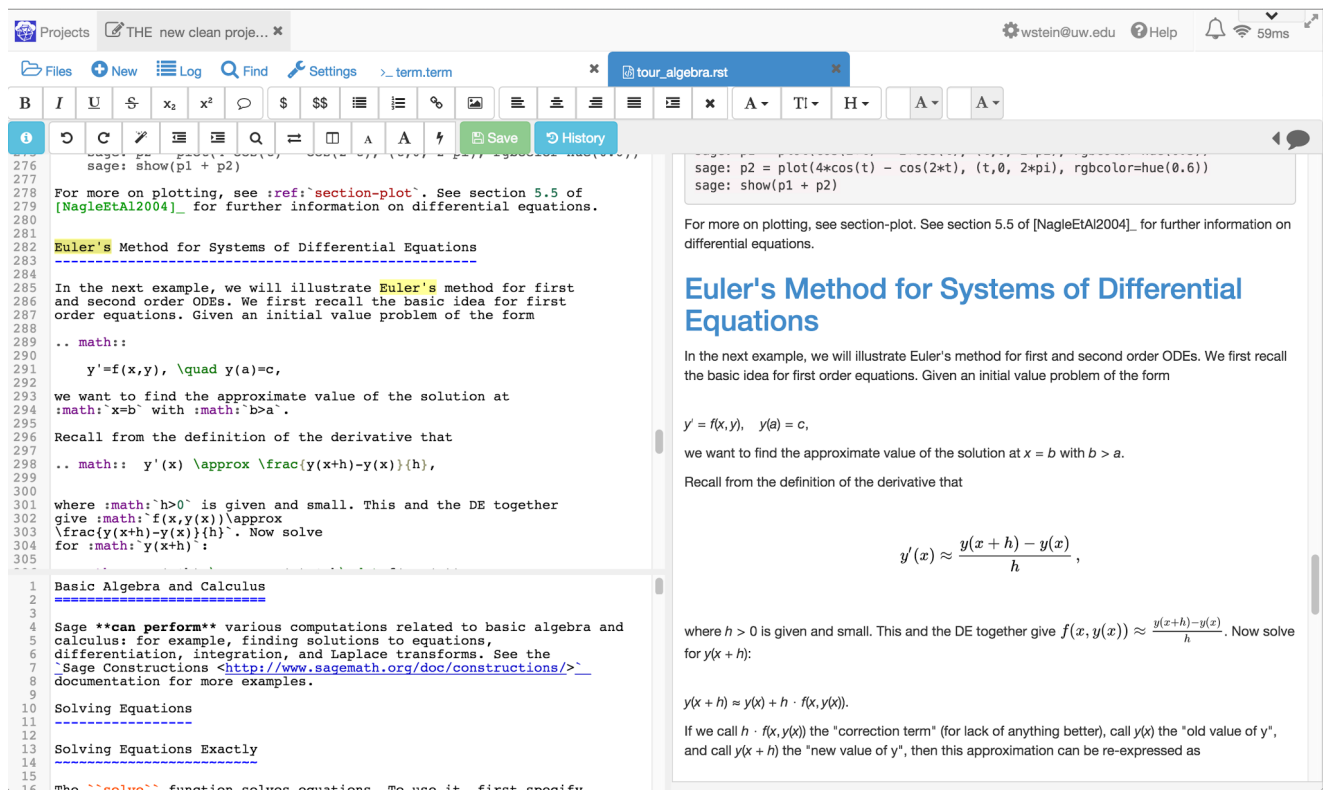 Projects THE new clean proje... wstein@uw.edu Help 59ms
Files New Log Find Settings >_ term.term tour_algebra.rst
B I U S x₂ x² $ $$ A TI H A A
A A Save History
276 sage: show(p1 + p2)
277
278 For more on plotting, see :ref:`section-plot`. See section 5.5 of
279 [NagleEtAl2004]_ for further information on differential equations.
280
281
282 Euler's Method for Systems of Differential Equations
283 ----------------------------------------------------
284
285 In the next example, we will illustrate Euler's method for first
286 and second order ODEs. We first recall the basic idea for first
287 order equations. Given an initial value problem of the form
288
289 .. math::
290
291 y'=f(x,y), \quad y(a)=c,
292
293 we want to find the approximate value of the solution at
294 :math:`x=b` with :math:`b>a`.
295
296 Recall from the definition of the derivative that
297
298 .. math:: y'(x) \approx \frac{y(x+h)-y(x)}{h},
299
300
301 where :math:`h>0` is given and small. This and the DE together
302 give :math:`f(x,y(x))\approx
303 \frac{y(x+h)-y(x)}{h}`. Now solve
304 for :math:`y(x+h)`:
305
1 Basic Algebra and Calculus
2 ==========================
3
4 Sage **can perform** various computations related to basic algebra and
5 calculus: for example, finding solutions to equations,
6 differentiation, integration, and Laplace transforms. See the
7 `Sage Constructions <http://www.sagemath.org/doc/constructions/>`_
8 documentation for more examples.
9
10 Solving Equations
11 -----------------
12
13 Solving Equations Exactly
14 ~~~~~~~~~~~~~~~~~~~~~~~~~
15
16 The ``solve`` function solves equations. To use it, first specify
sage: p2 = plot(4*cos(t) - cos(2*t), (t,0, 2*pi), rgbcolor=hue(0.6))
sage: show(p1 + p2)
For more on plotting, see section-plot. See section 5.5 of [NagleEtAl2004]_ for further information on
differential equations.
Euler's Method for Systems of Differential
Equations
In the next example, we will illustrate Euler's method for first and second order ODEs. We first recall
the basic idea for first order equations. Given an initial value problem of the form
y′ = f(x, y), y(a) = c,
we want to find the approximate value of the solution at x = b with b > a.
Recall from the definition of the derivative that
y′(x) ≈ (y(x + h) − y(x))/h ,
where h > 0 is given and small. This and the DE together give f(x, y(x)) ≈ (y(x+h)−y(x))/h . Now solve
for y(x + h):
y(x + h) ≈ y(x) + h · f(x, y(x)).
If we call h · f(x, y(x)) the "correction term" (for lack of anything better), call y(x) the "old value of y",
and call y(x + h) the "new value of y", then this approximation can be re-expressed as